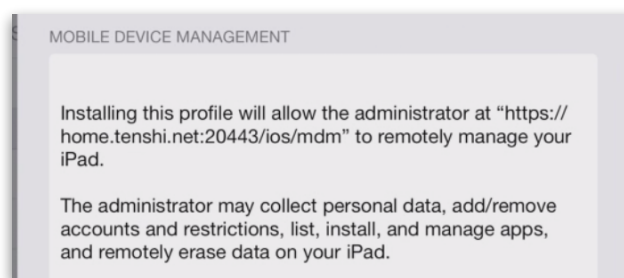 MOBILE DEVICE MANAGEMENT
Installing this profile will allow the administrator at “https://
home.tenshi.net:20443/ios/mdm” to remotely manage your
iPad.
The administrator may collect personal data, add/remove
accounts and restrictions, list, install, and manage apps,
and remotely erase data on your iPad.